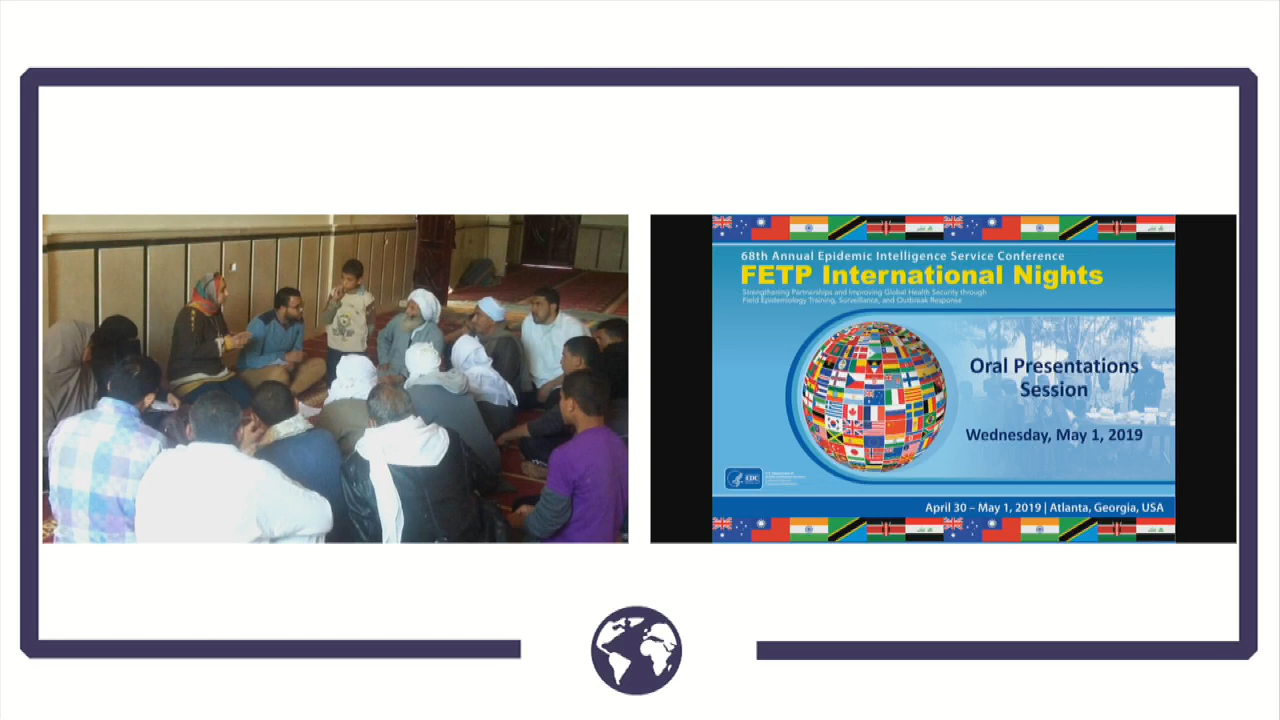 68th Annual Epidemic Intelligence Service Conference
FETP International Nights
Strengthening Partnerships and Improving Global Health Security through
Field Epidemiology Training, Surveillance, and Outbreak Response
Oral Presentations
Session
Wednesday, May 1, 2019
CDC
April 30 – May 1, 2019 | Atlanta, Georgia, USA